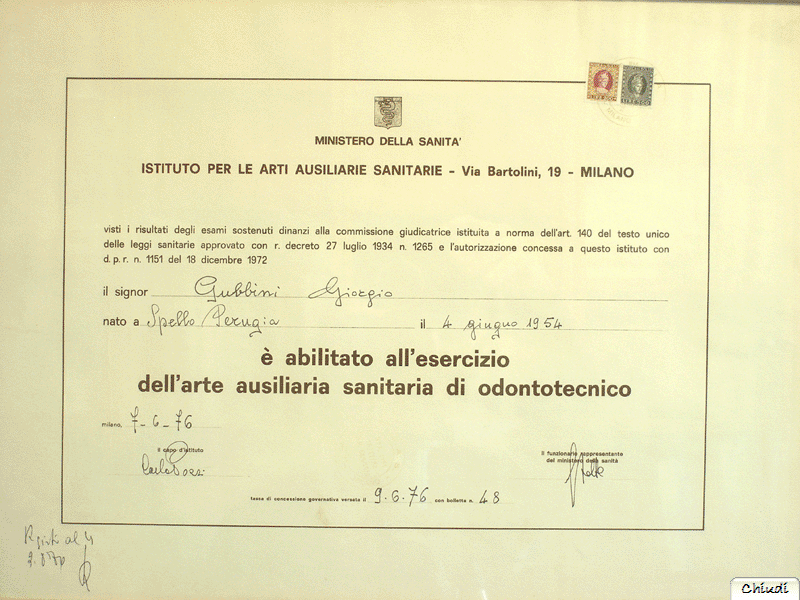 MINISTERO DELLA SANITA'
ISTITUTO PER LE ARTI AUSILIARIE SANITARIE - Via Bartolini, 19 - MILANO
visti i risultati degli esami sostenuti dinanzi alla commissione giudicatrice istituita a norma dell'art. 140 del testo unico
delle leggi sanitarie approvato con r. decreto 27 luglio 1934 n. 1265 e l'autorizzazione concessa a questo istituto con
d. p. r. n. 1151 del 18 dicembre 1972
il signor Gubbini Giorgio
nato a Spello Perugia il 4 giugno 1954
è abilitato all'esercizio
dell'arte ausiliaria sanitaria di odontotecnico
milano, 7-6-76
il capo d'istituto
il funzionario rappresentante
del ministero della sanità
tassa di concessione governativa versata il 9.6.76 con bolletta n. 48
Chiudi